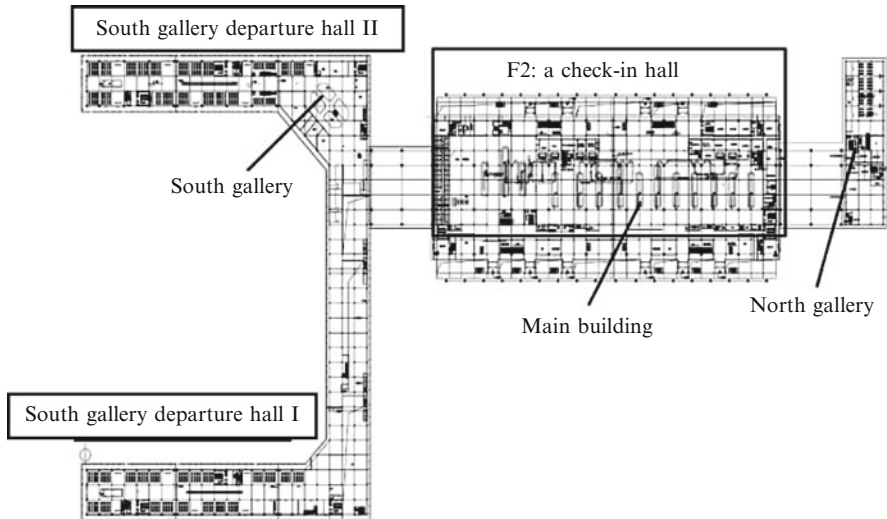 South gallery departure hall II
F2: a check-in hall
South gallery
North gallery
Main building
South gallery departure hall I